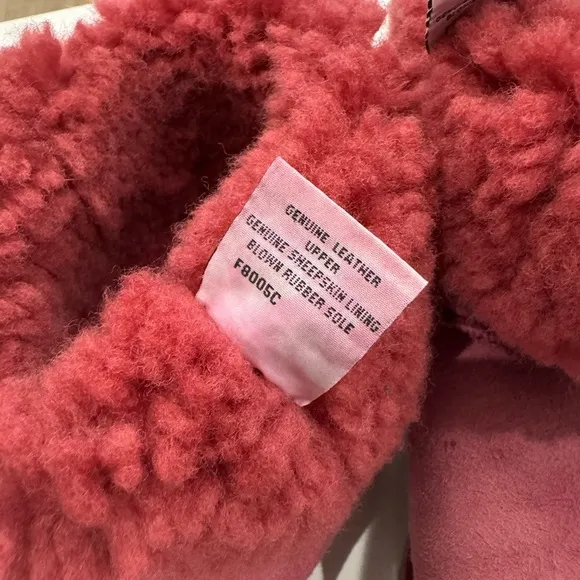 GENUINE LEATHER
UPPER
GENUINE SHEEPSKIN LINING
BLOWN RUBBER SOLE
F8005C